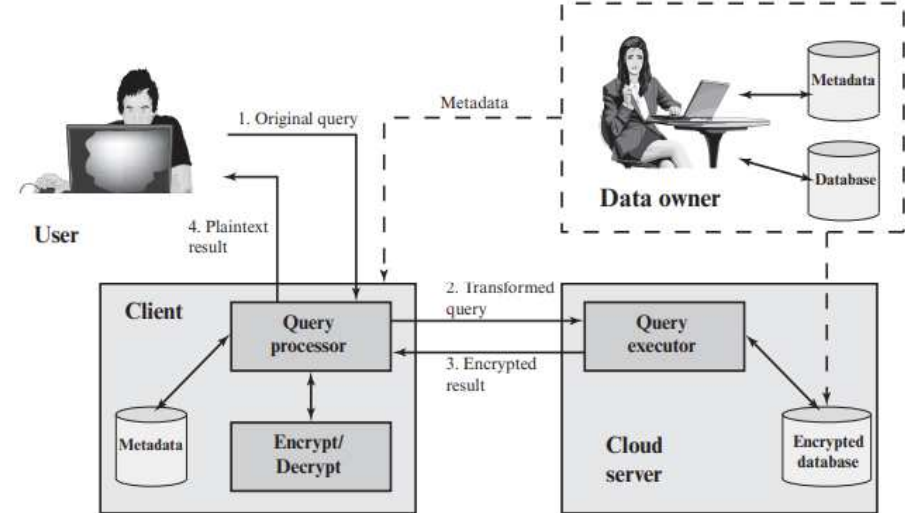 Metadata
1. Original query
Metadata
Database
Data owner
User
4. Plaintext
result
Client
2. Transformed
query
Query
processor
Query
executor
3. Encrypted
result
Metadata
Encrypt/
Decrypt
Cloud
server
Encrypted
database